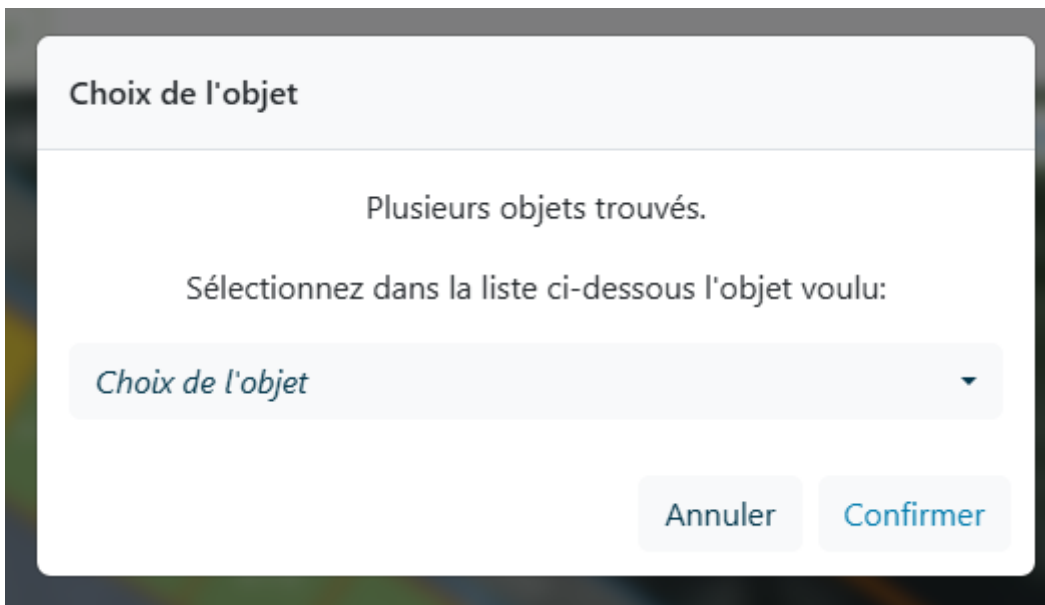 Choix de l'objet
Plusieurs objets trouvés.
Sélectionnez dans la liste ci-dessous l'objet voulu:
Choix de l'objet
Annuler Confirmer